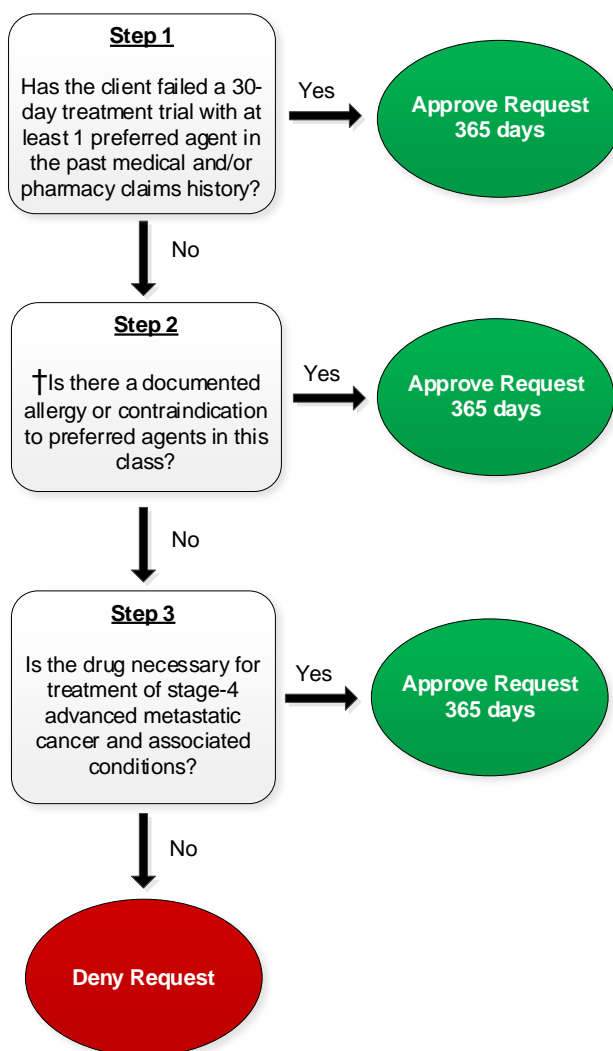 Step 1
Has the client failed a 30-
day treatment trial with at
least 1 preferred agent in
the past medical and/or
pharmacy claims history?
Yes
Approve Request
365 days
No
Step 2
†Is there a documented
allergy or contraindication
to preferred agents in this
class?
Yes
Approve Request
365 days
No
Step 3
Is the drug necessary for
treatment of stage-4
advanced metastatic
cancer and associated
conditions?
Yes
Approve Request
365 days
No
Deny Request